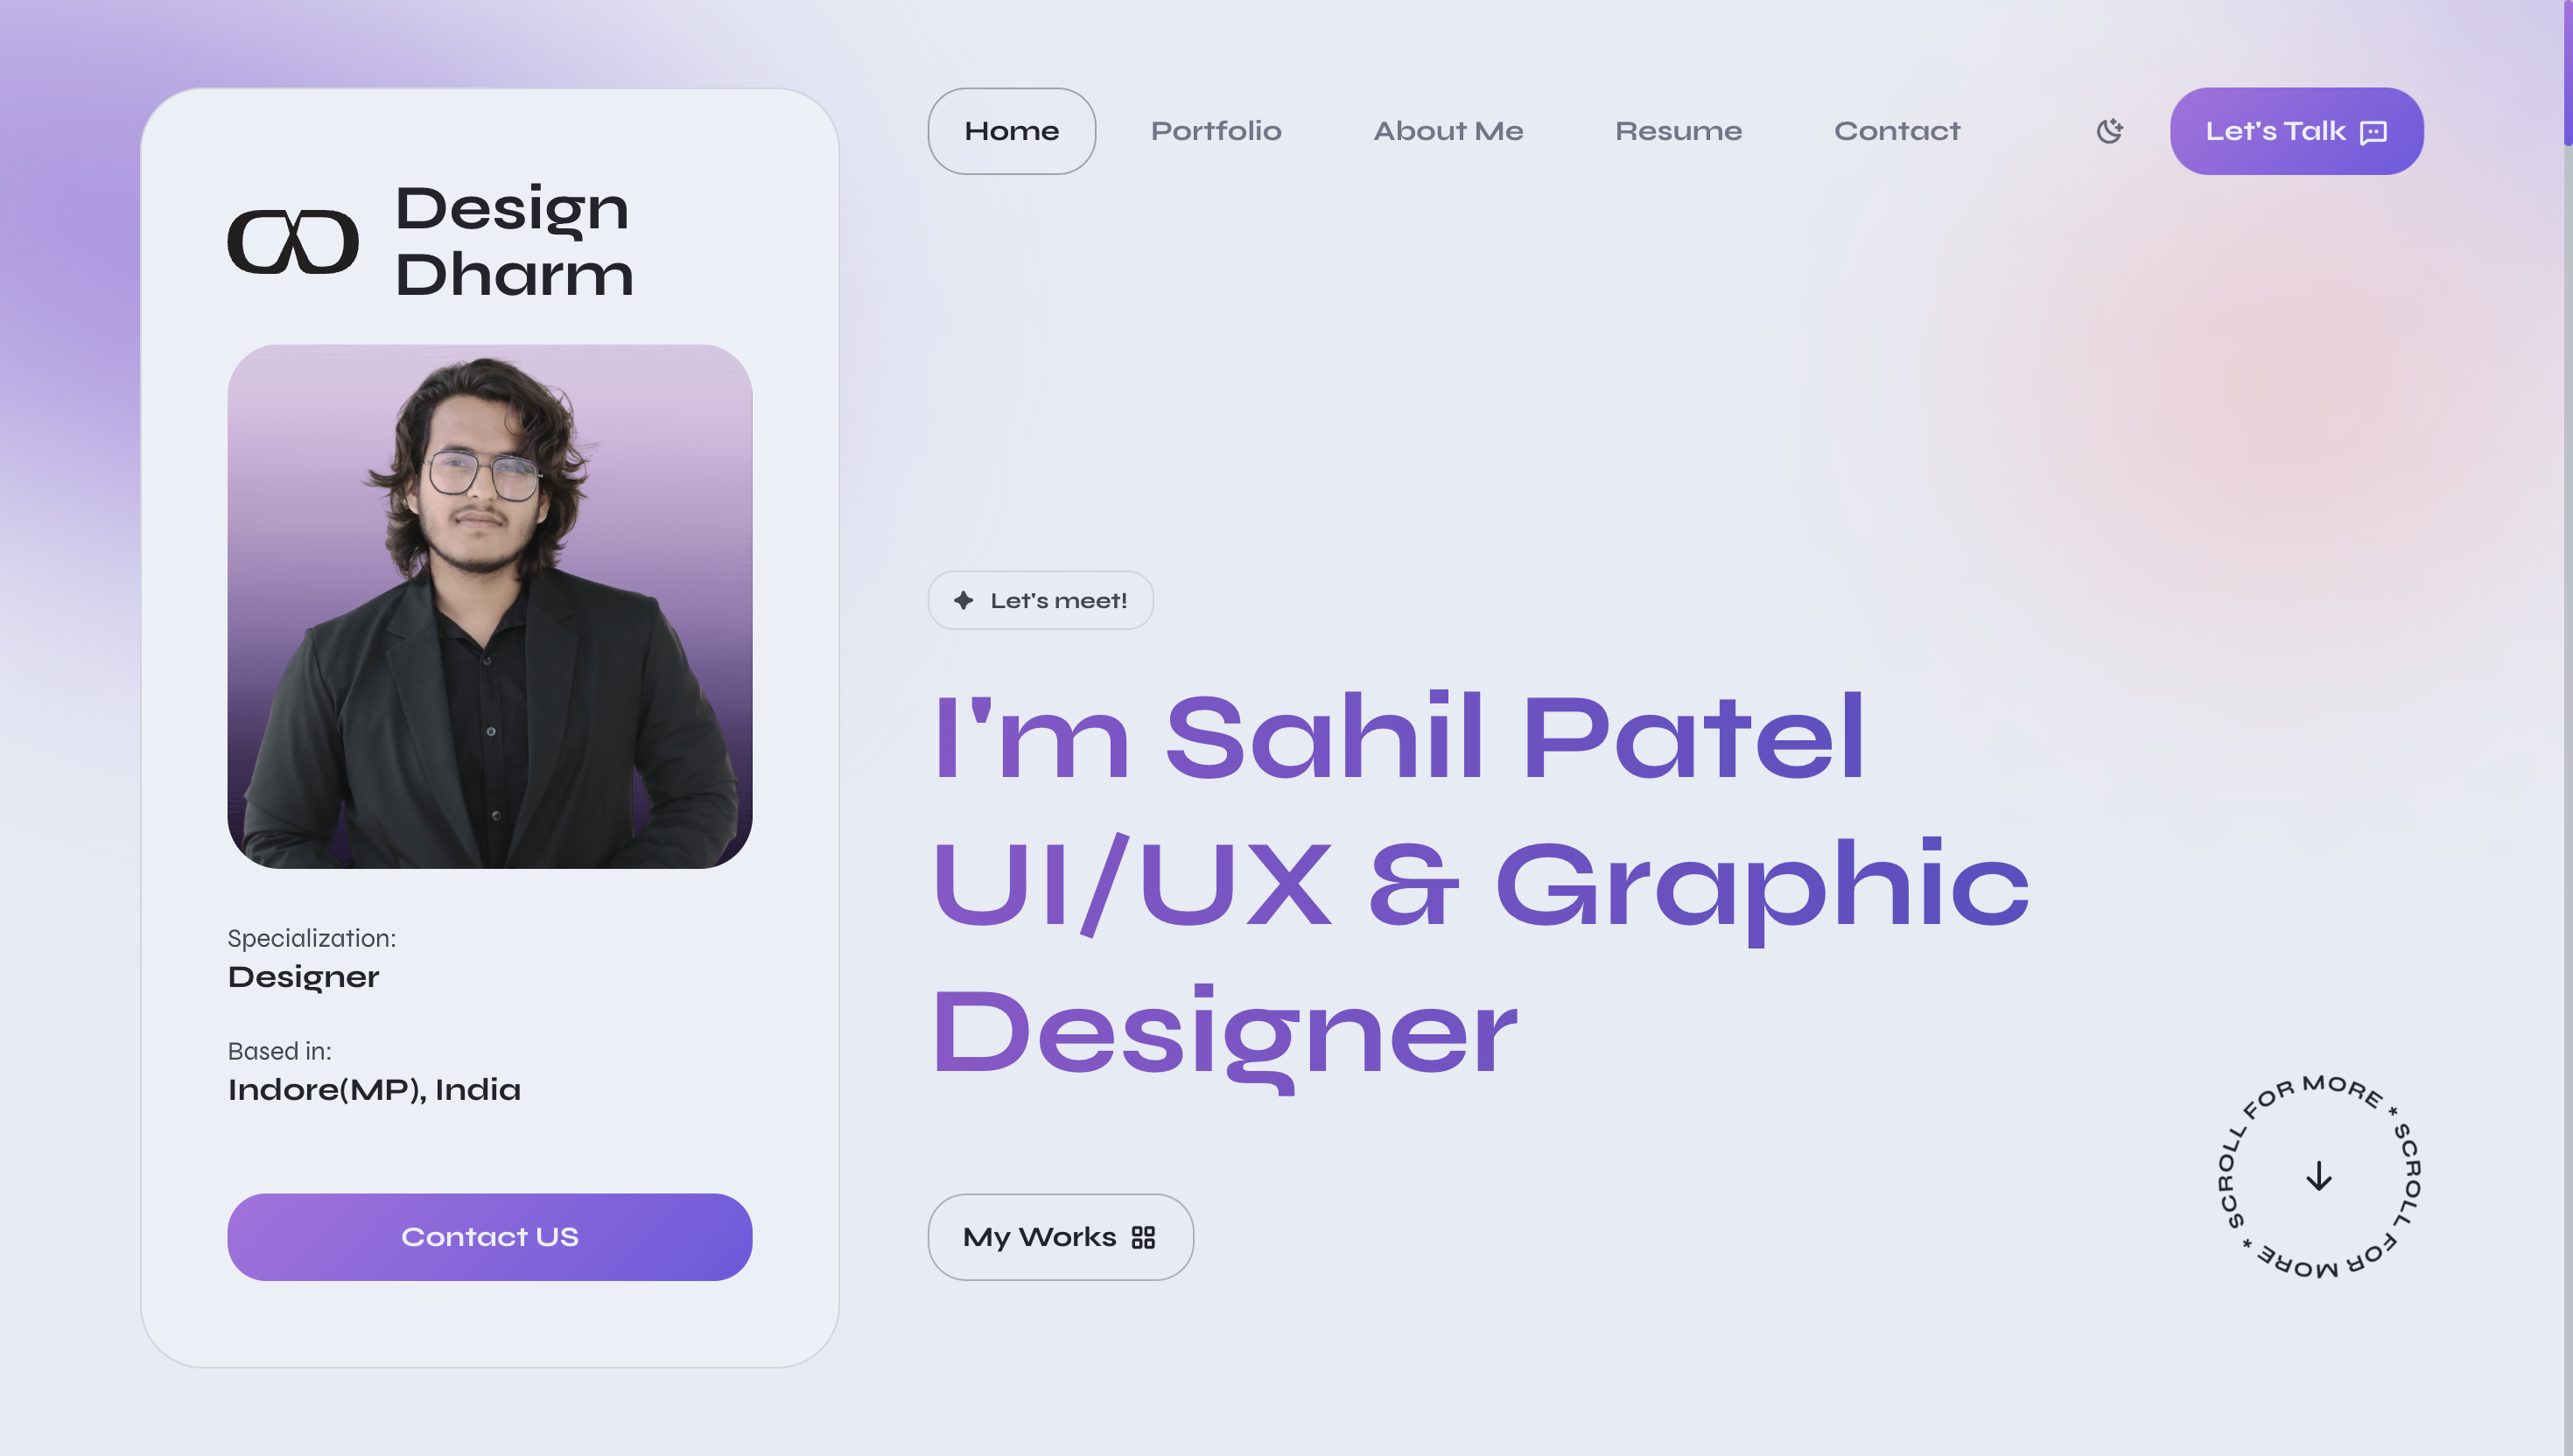 Design
Dharm
Specialization:
Designer
Based in:
Indore(MP), India
Contact US
Home
Portfolio
About Me
Resume
Contact
Let's Talk
Let's meet!
I'm Sahil Patel
UI/UX & Graphic
Designer
My Works
SCROLL FOR MORE * SCROLL FOR MORE *